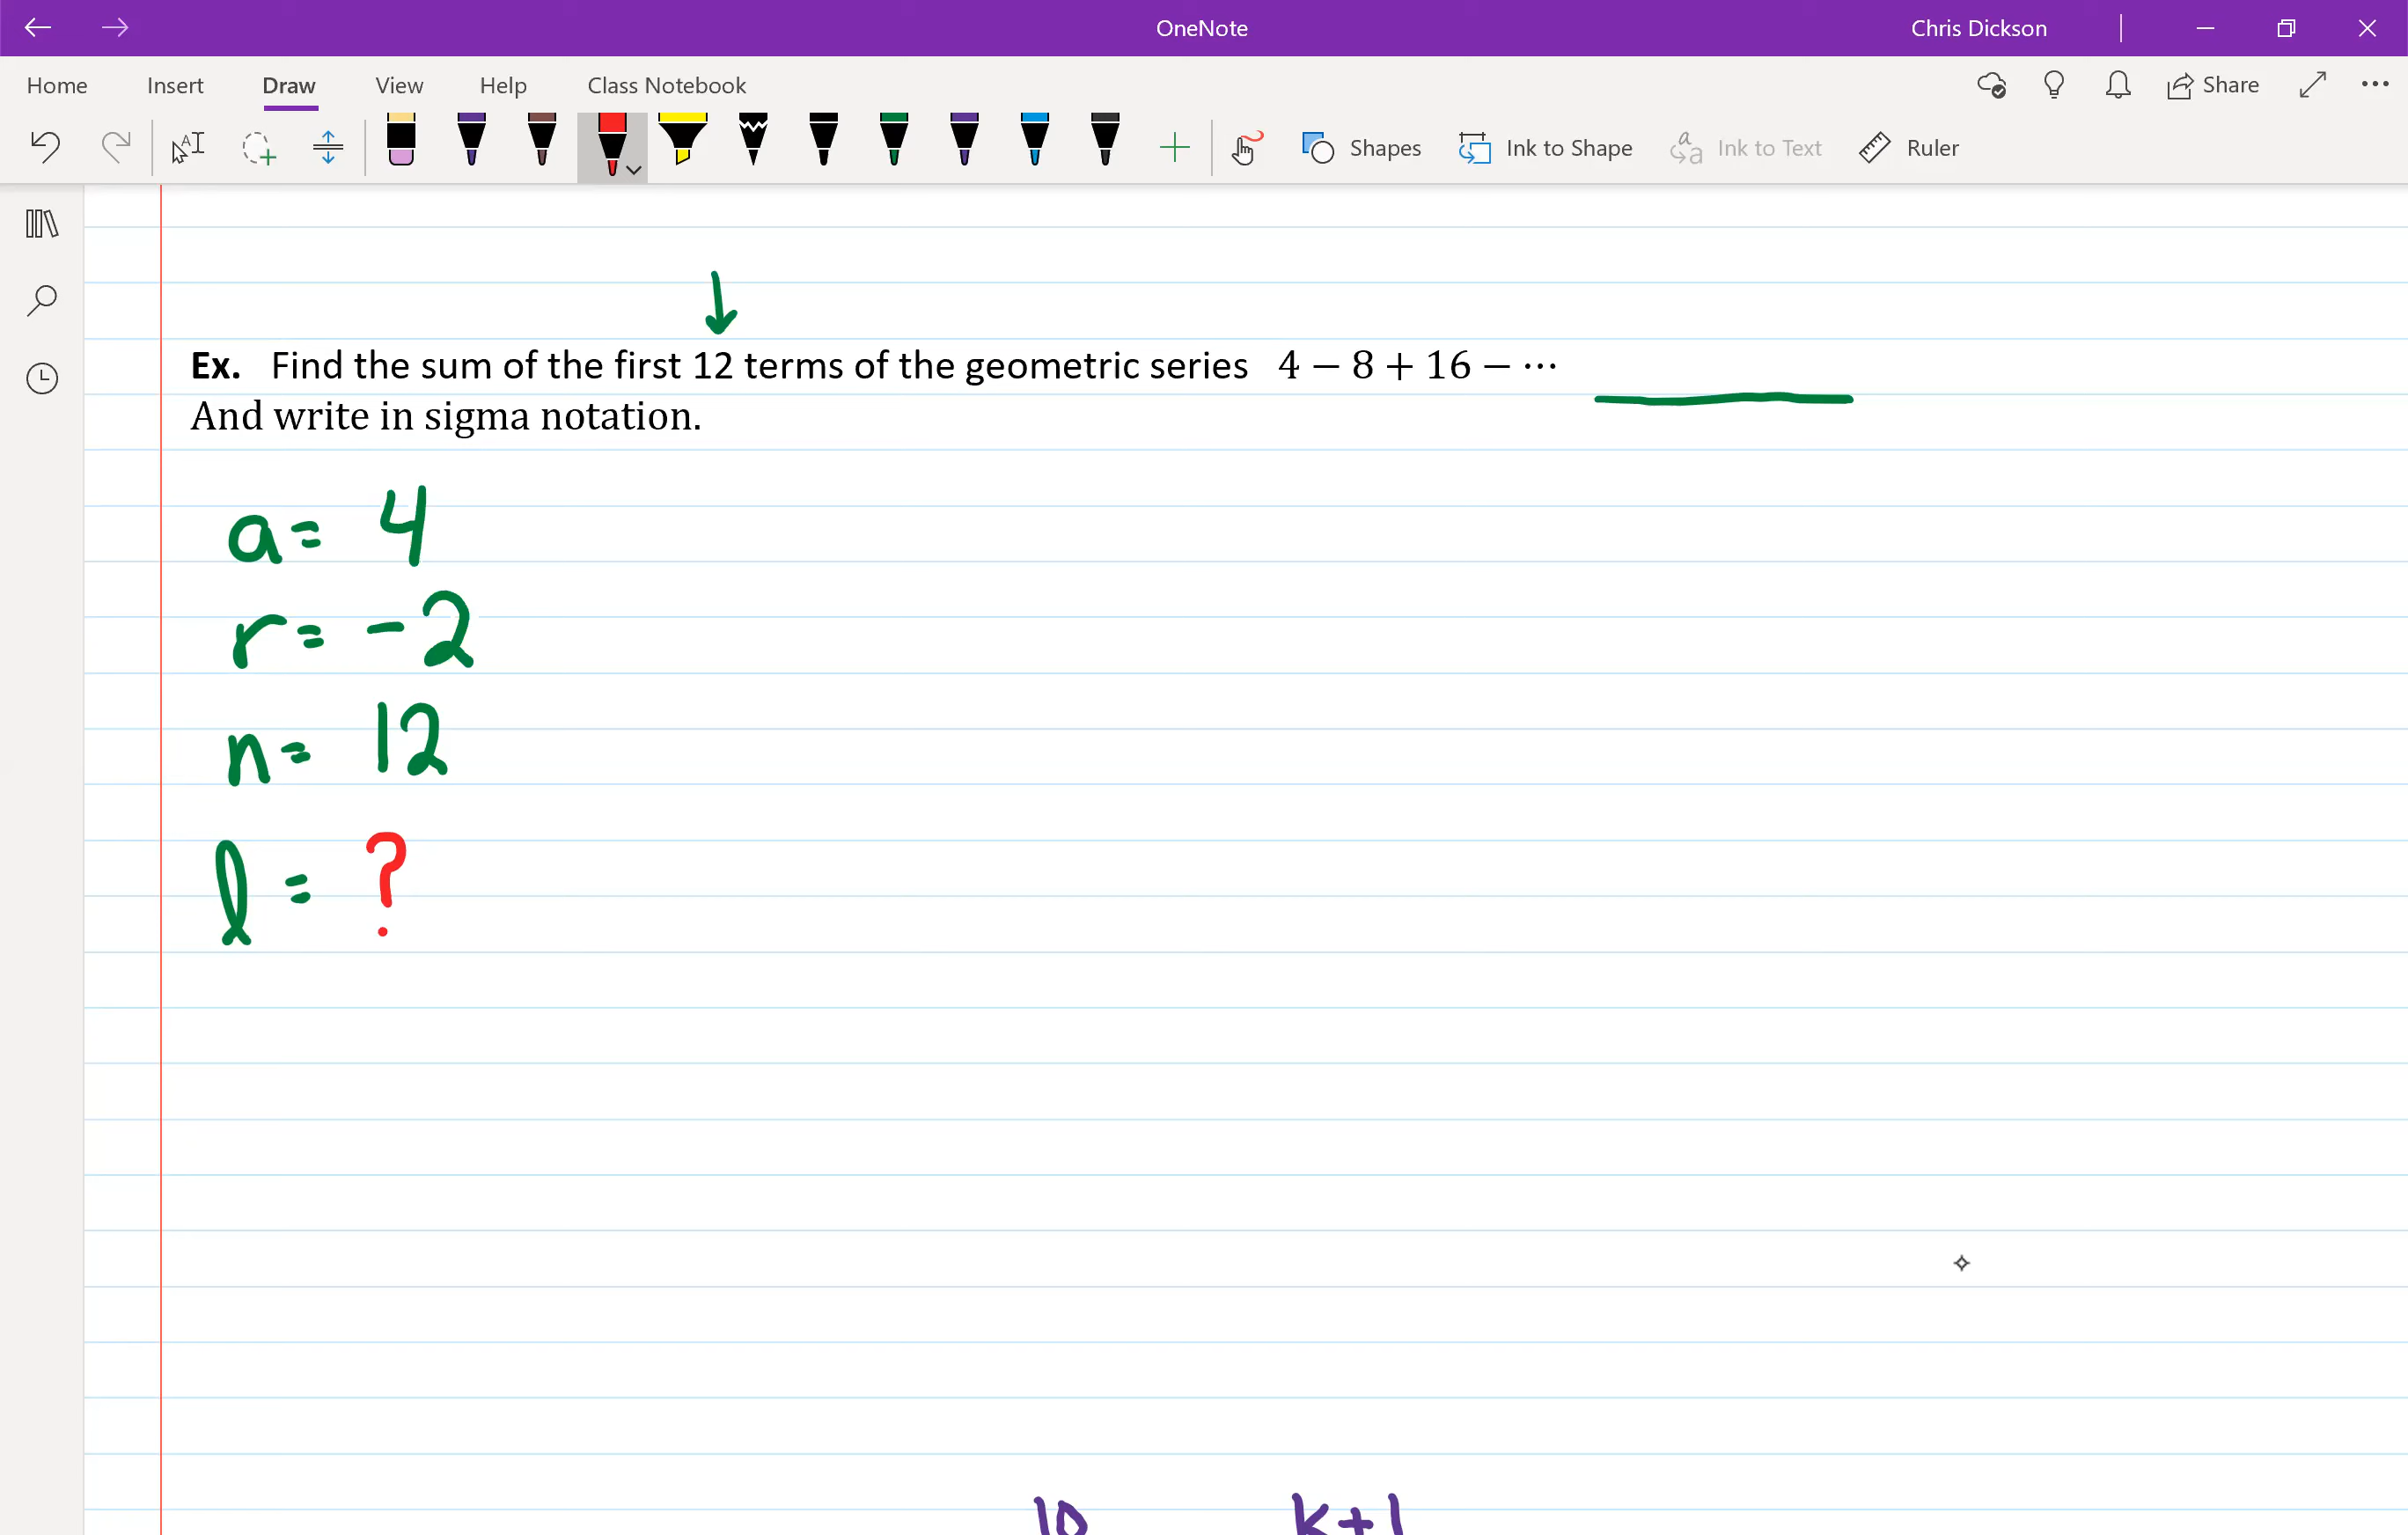 OneNote
Chris Dickson
Home Insert Draw View Help Class Notebook
Share
Shapes Ink to Shape Ink to Text Ruler
Ex. Find the sum of the first 12 terms of the geometric series 4 − 8 + 16 − ⋯
And write in sigma notation.
a = 4
r = -2
n = 12
l = ?
10 k+1